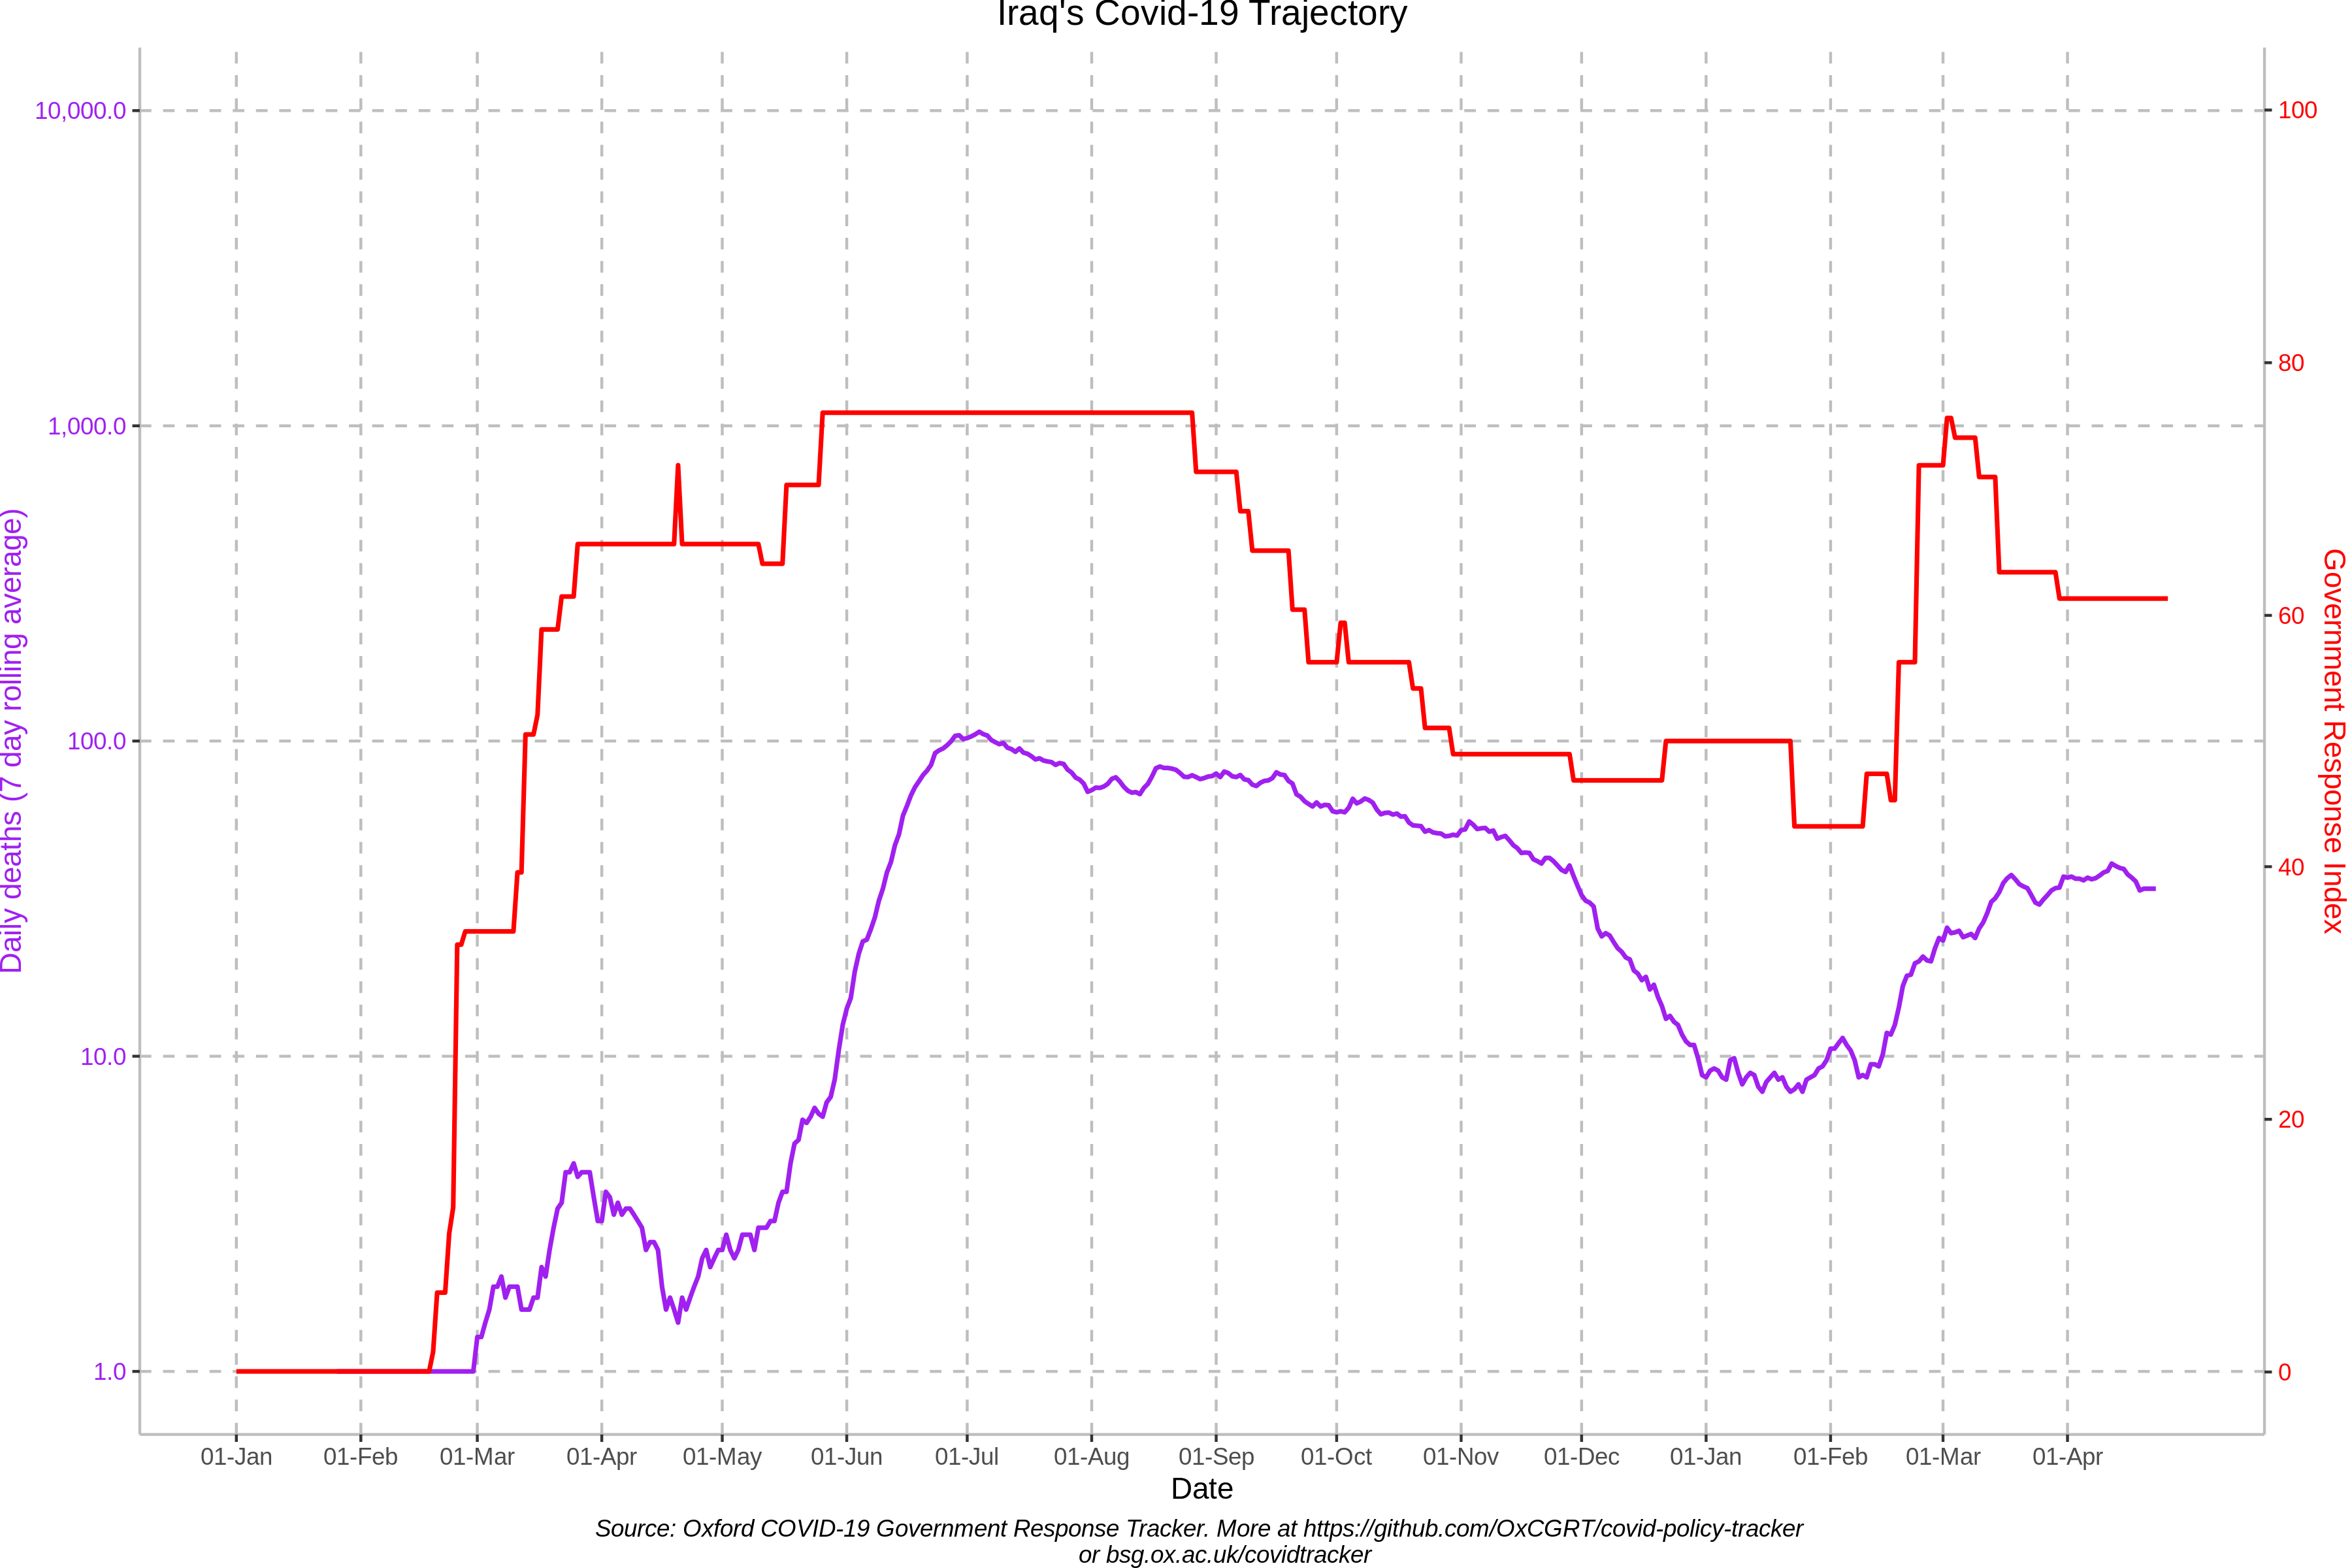 Iraq's Covid-19 Trajectory
10,000.0
1,000.0
100.0
10.0
1.0
Daily deaths (7 day rolling average)
100
80
60
40
20
0
Government Response Index
01-Jan 01-Feb 01-Mar 01-Apr 01-May 01-Jun 01-Jul 01-Aug 01-Sep 01-Oct 01-Nov 01-Dec 01-Jan 01-Feb 01-Mar 01-Apr
Date
Source: Oxford COVID-19 Government Response Tracker. More at https://github.com/OxCGRT/covid-policy-tracker
or bsg.ox.ac.uk/covidtracker